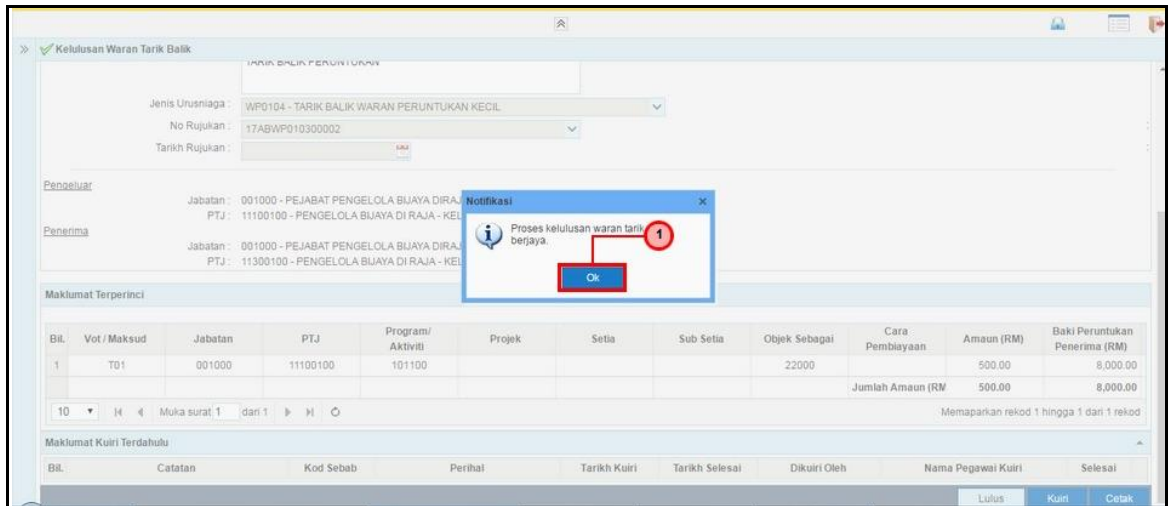 Kelulusan Waran Tarik Balik
TARIK BALIK PERUNTUKAN
Jenis Urusniaga : WP0104 - TARIK BALIK WARAN PERUNTUKAN KECIL
No Rujukan : 17ABWP010300002
Tarikh Rujukan :
Pengeluar
Jabatan : 001000 - PEJABAT PENGELOLA BIJAYA DIRAJ
PTJ : 11100100 - PENGELOLA BIJAYA DI RAJA - KEL
Penerima
Jabatan : 001000 - PEJABAT PENGELOLA BIJAYA DIRAJ
PTJ : 11300100 - PENGELOLA BIJAYA DI RAJA - KEL
Notifikasi
Proses kelulusan waran tarik
berjaya.
1
Ok
Maklumat Terperinci
Bil. Vot / Maksud Jabatan PTJ Program/ Aktiviti Projek Setia Sub Setia Objek Sebagai Cara Pembiayaan Amaun (RM) Baki Peruntukan Penerima (RM)
1 T01 001000 11100100 101100 22000 500.00 8,000.00
Jumlah Amaun (RM 500.00 8,000.00
10 Muka surat 1 dari 1 Memaparkan rekod 1 hingga 1 dari 1 rekod
Maklumat Kuiri Terdahulu
Bil. Catatan Kod Sebab Perihal Tarikh Kuiri Tarikh Selesai Dikuiri Oleh Nama Pegawai Kuiri Selesai
Lulus Kuiri Cetak